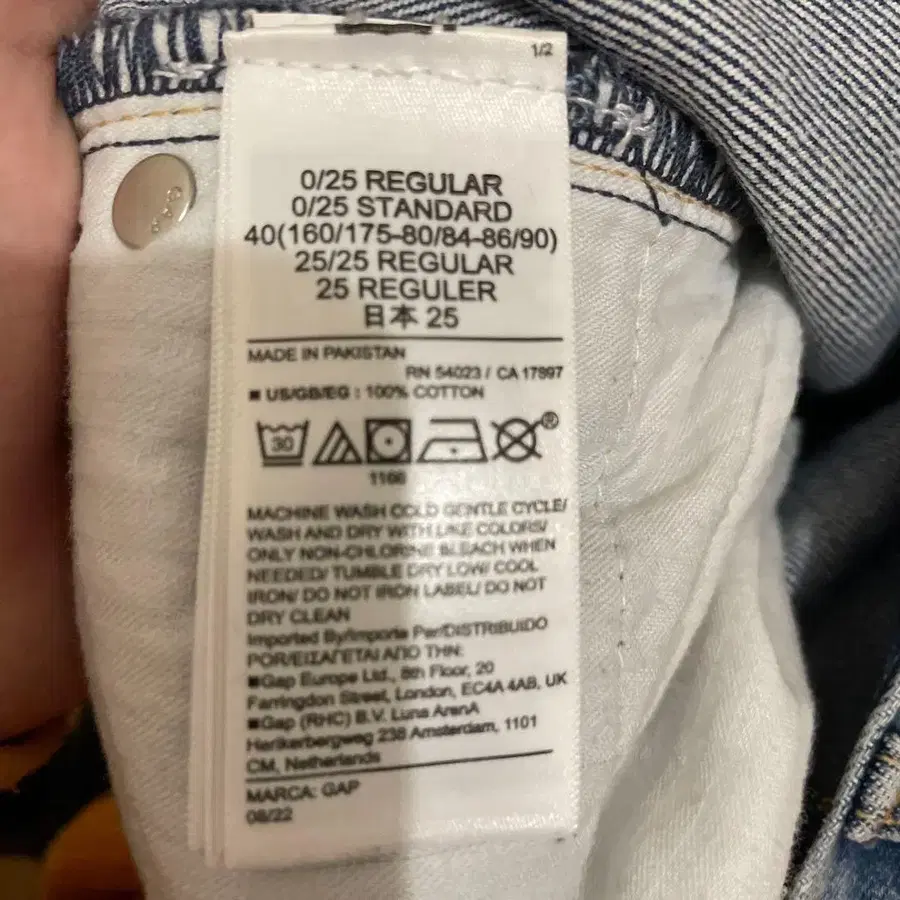 1/2
0/25 REGULAR
0/25 STANDARD
40(160/175-80/84-86/90)
25/25 REGULAR
25 REGULER
日本 25
MADE IN PAKISTAN
RN 54023 / CA 17897
■ US/GB/EG : 100% COTTON
30
®
1166
MACHINE WASH COLD GENTLE CYCLE/
WASH AND DRY WITH LIKE COLORS/
ONLY NON-CHLORINE BLEACH WHEN
NEEDED/ TUMBLE DRY LOW/ COOL
IRON/ DO NOT IRON LABEL/ DO NOT
DRY CLEAN
Imported By/Importe Par/DISTRIBUIDO
POR/ΕΙΣΑΓΕΤΑΙ ΑΠΟ ΤΗΝ:
■Gap Europe Ltd., 8th Floor, 20
Farringdon Street, London, EC4A 4AB, UK
■Gap (RHC) B.V. Luna ArenA
Herikerbergweg 238 Amsterdam, 1101
CM, Netherlands
MARCA: GAP
08/22